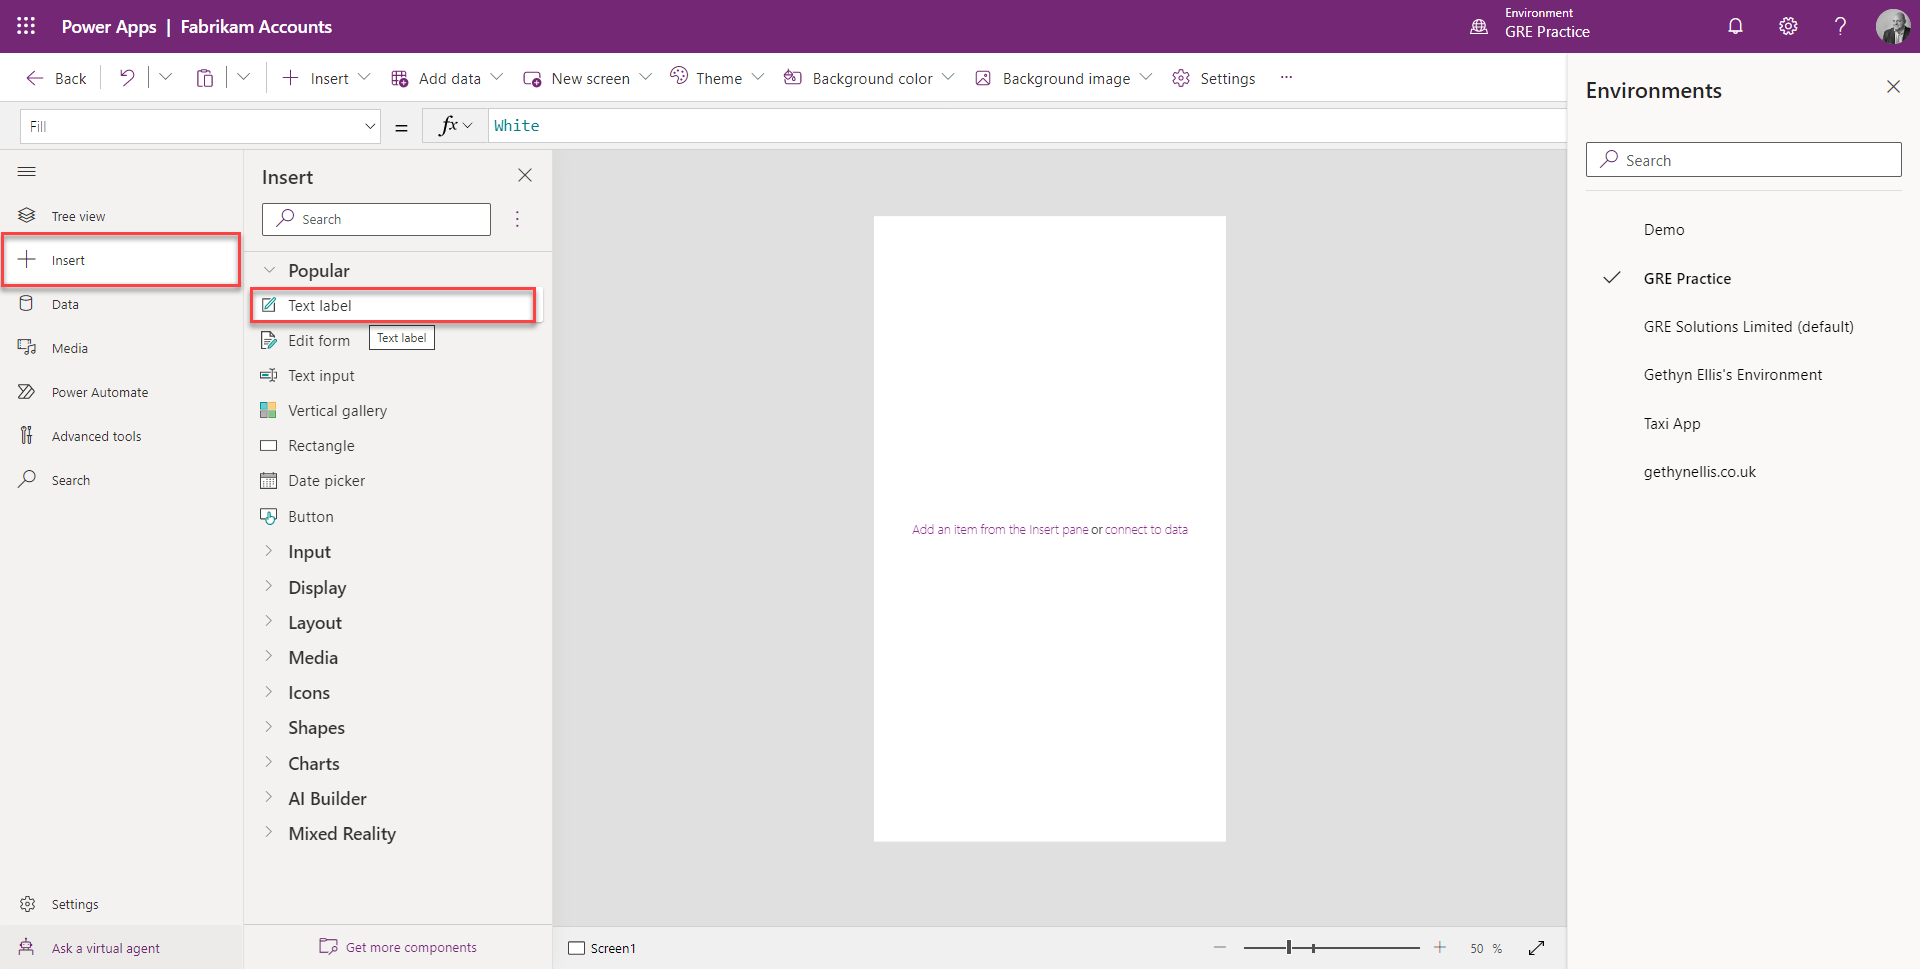 Power Apps | Fabrikam Accounts
Environment
GRE Practice
Back
Insert
Add data
New screen
Theme
Background color
Background image
Settings
...
Fill
=
fx
White
Tree view
Insert
Data
Media
Power Automate
Advanced tools
Search
Settings
Ask a virtual agent
Insert
Search
Popular
Text label
Edit form
Text label
Text input
Vertical gallery
Rectangle
Date picker
Button
Input
Display
Layout
Media
Icons
Shapes
Charts
AI Builder
Mixed Reality
Get more components
Add an item from the Insert pane or connect to data
Screen1
50 %
Environments
Search
Demo
GRE Practice
GRE Solutions Limited (default)
Gethyn Ellis's Environment
Taxi App
gethynellis.co.uk